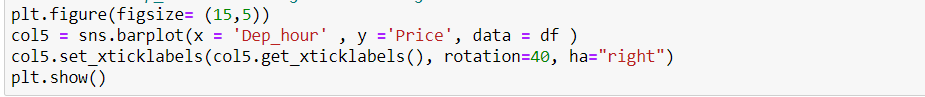 plt.figure(figsize= (15,5))
col5 = sns.barplot(x = 'Dep_hour' , y ='Price', data = df )
col5.set_xticklabels(col5.get_xticklabels(), rotation=40, ha="right")
plt.show()